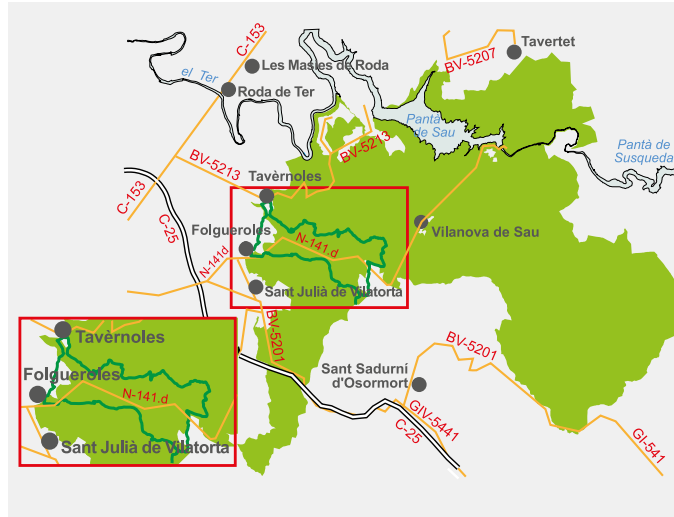 C-153
Tavertet
Les Masies de Roda
BV-5207
el Ter
Roda de Ter
Pantà
de Sau
BV-5213
Pantà de
Susqueda
BV-5213
Tavèrnoles
C-153
C-25
Folgueroles
N-141.d
Vilanova de Sau
N-141d
Sant Julià de Vilatorta
BV-5201
Tavèrnoles
BV-5201
Sant Sadurní
d'Osormort
Folgueroles
N-141.d
GIV-5441
C-25
GI-541
Sant Julià de Vilatorta